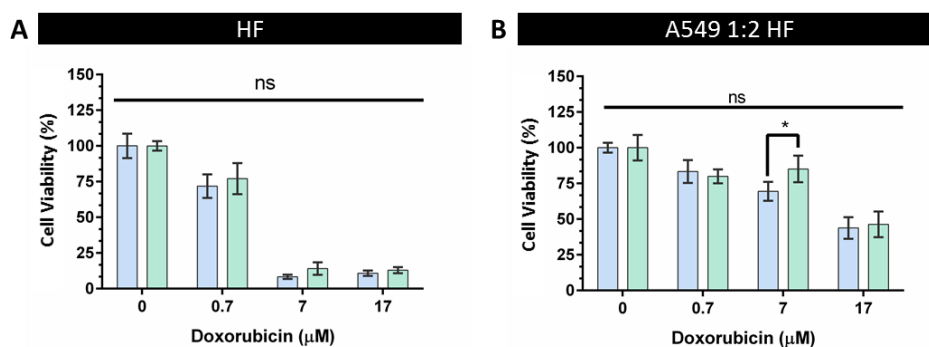 A
HF
ns
Cell Viability (%)
150
125
100
75
50
25
0
0
0.7
7
17
Doxorubicin (μM)
B
A549 1:2 HF
ns
*
Cell Viability (%)
150
125
100
75
50
25
0
0
0.7
7
17
Doxorubicin (μM)